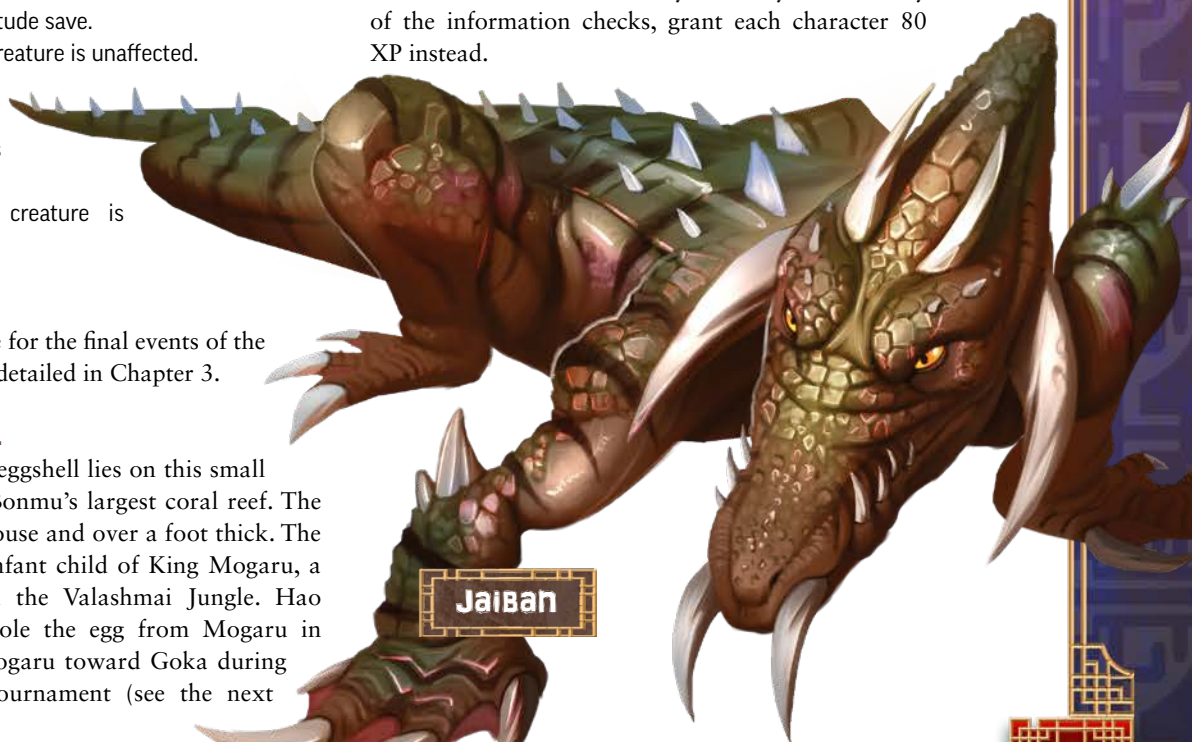 tude save.
reature is unaffected.
creature is
for the final events of the
detailed in Chapter 3.
eggshell lies on this small
Bonmu's largest coral reef. The
ouse and over a foot thick. The
nfant child of King Mogaru, a
the Valashmai Jungle. Hao
ole the egg from Mogaru in
ogaru toward Goka during
ournament (see the next
of the information checks, grant each character 80
XP instead.
Jaiban